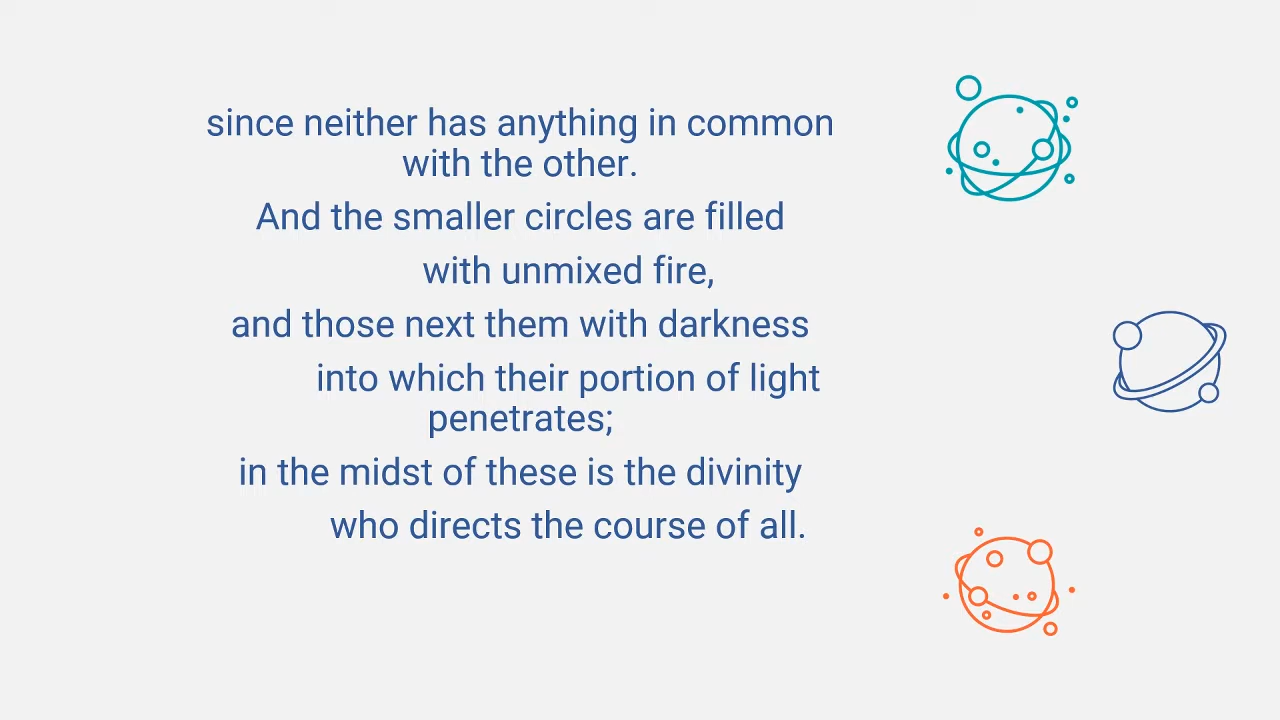 since neither has anything in common
with the other.
And the smaller circles are filled
with unmixed fire,
and those next them with darkness
into which their portion of light
penetrates;
in the midst of these is the divinity
who directs the course of all.